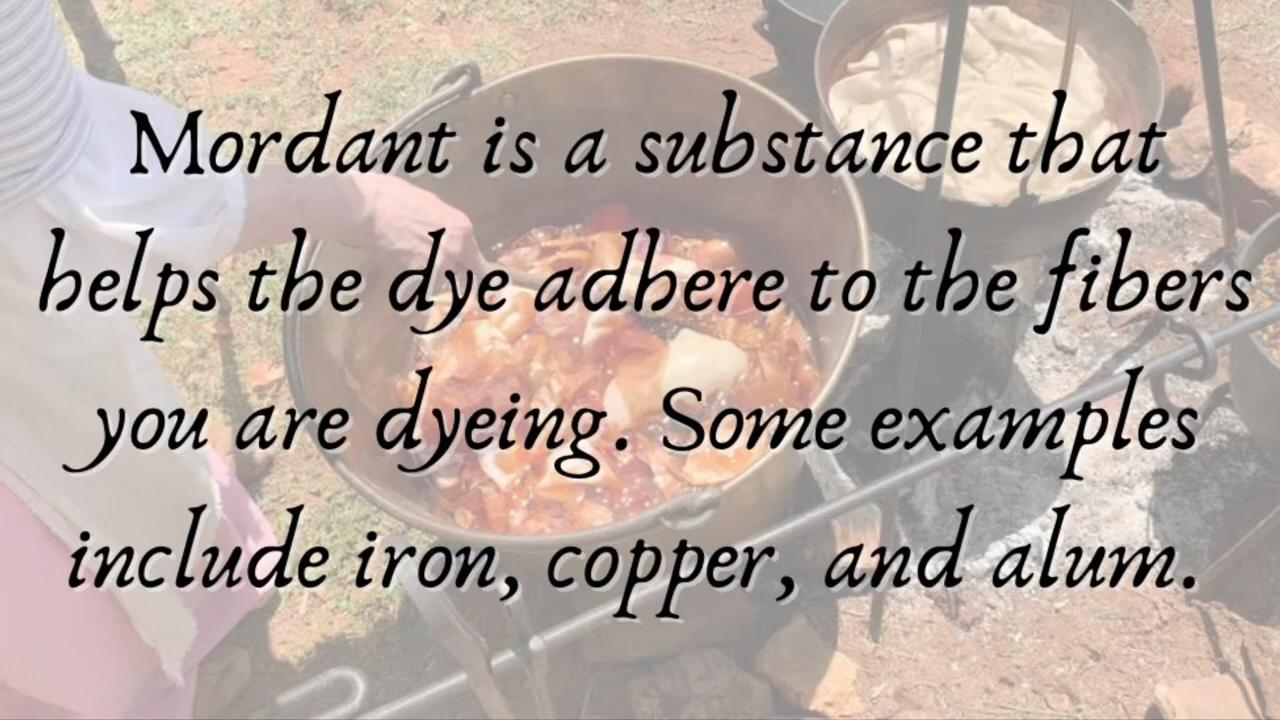 Mordant is a substance that
helps the dye adhere to the fibers
you are dyeing. Some examples
include iron, copper, and alum.